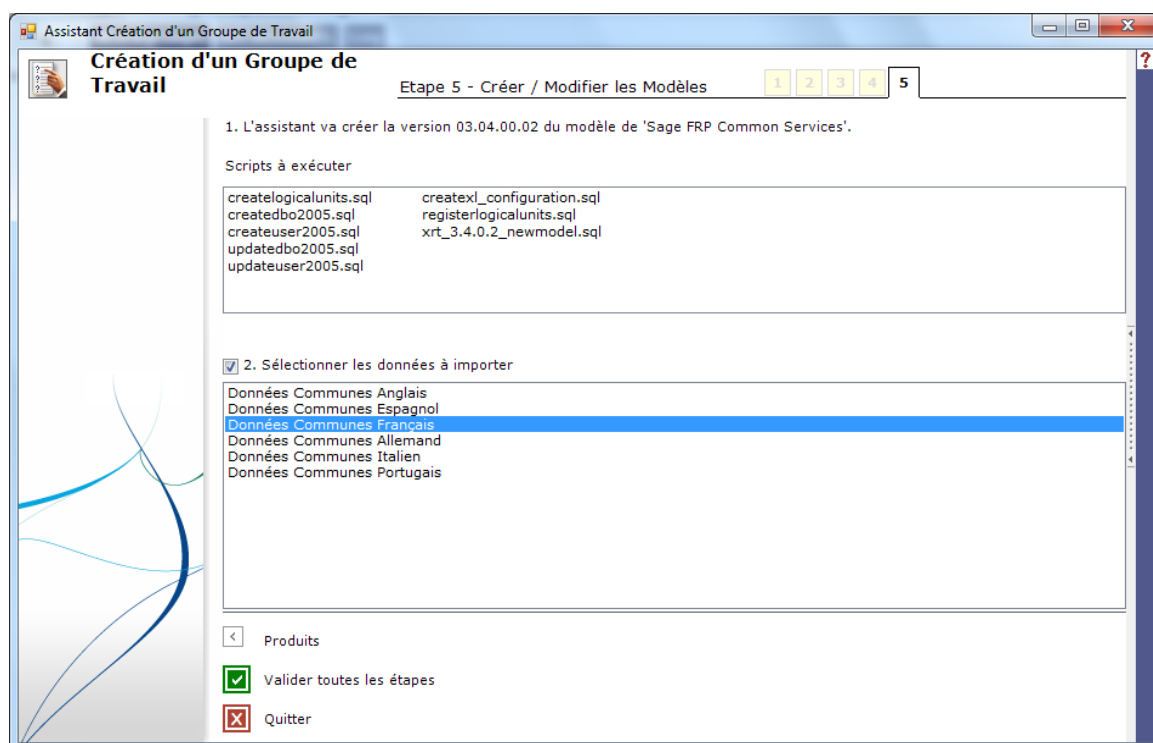 Assistant Création d'un Groupe de Travail
?
Création d'un Groupe de
Travail
Etape 5 - Créer / Modifier les Modèles
1 2 3 4 5
1. L'assistant va créer la version 03.04.00.02 du modèle de 'Sage FRP Common Services'.
Scripts à exécuter
createlogicalunits.sql createxl_configuration.sql
createdbo2005.sql registerlogicalunits.sql
createuser2005.sql xrt_3.4.0.2_newmodel.sql
updatedbo2005.sql
updateuser2005.sql
2. Sélectionner les données à importer
Données Communes Anglais
Données Communes Espagnol
Données Communes Français
Données Communes Allemand
Données Communes Italien
Données Communes Portugais
< Produits
Valider toutes les étapes
X Quitter